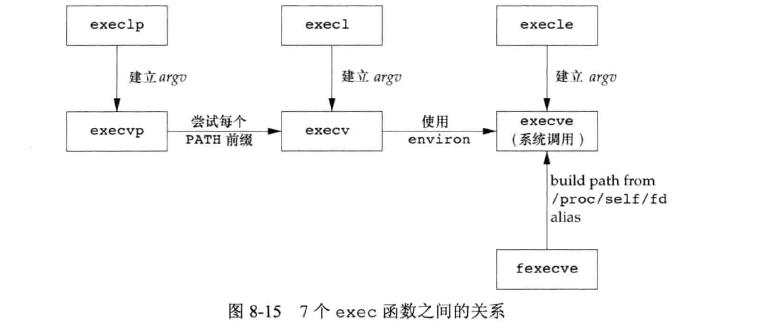 execlp
execl
execle
建立 argv
建立 argv
建立 argv
execvp
尝试每个
PATH 前缀
execv
使用
environ
execve
(系统调用)
build path from
/proc/self/fd
alias
fexecve
图 8-15 7 个 exec 函数之间的关系